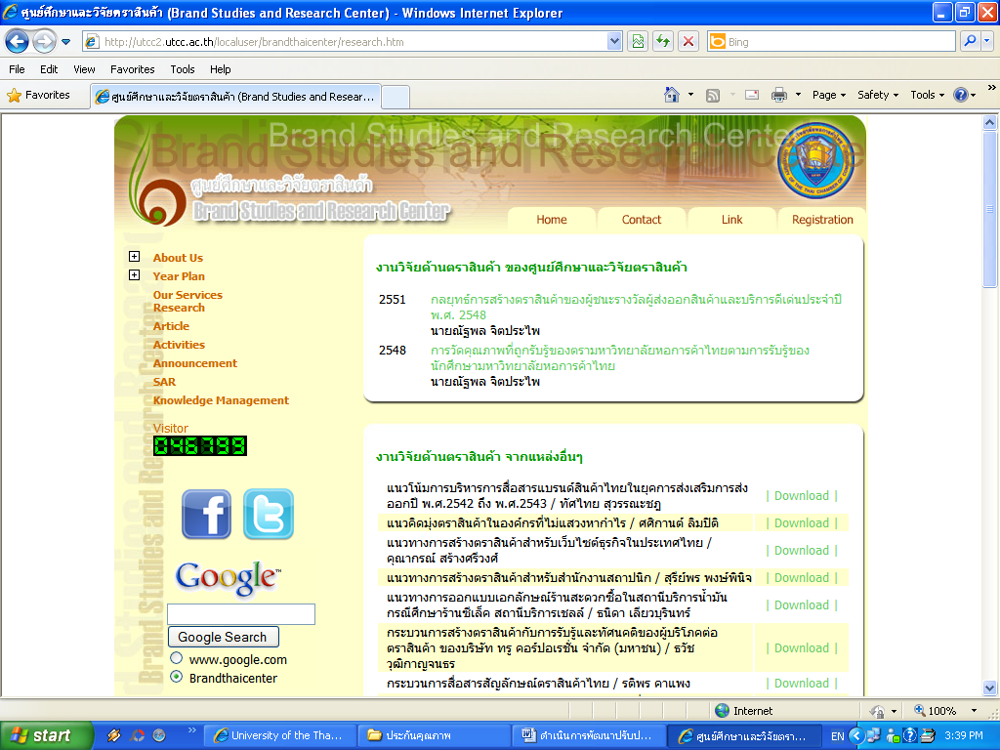 ศูนย์ศึกษาและวิจัยตราสินค้า (Brand Studies and Research Center) - Windows Internet Explorer
http://utcc2.utcc.ac.th/localuser/brandthaicenter/research.htm
Bing
File Edit View Favorites Tools Help
Favorites
ศูนย์ศึกษาและวิจัยตราสินค้า (Brand Studies and Resear...
Page Safety Tools
Brand Studies and Research Center
Brand Studies and Research Ce
ศูนย์ศึกษาและวิจัยตราสินค้า
Brand Studies and Research Center
Home Contact Link Registration
About Us
Year Plan
Our Services
Research
Article
Activities
Announcement
SAR
Knowledge Management
Visitor
046799
Google™
Google Search
www.google.com
Brandthaicenter
งานวิจัยด้านตราสินค้า ของศูนย์ศึกษาและวิจัยตราสินค้า
2551 กลยุทธ์การสร้างตราสินค้าของผู้ชนะรางวัลผู้ส่งออกสินค้าและบริการดีเด่นประจำปี
พ.ศ. 2548
นายณัฐพล จิตประไพ
2548 การวัดคุณภาพที่ถูกรับรู้ของตรามหาวิทยาลัยหอการค้าไทยตามการรับรู้ของ
นักศึกษามหาวิทยาลัยหอการค้าไทย
นายณัฐพล จิตประไพ
งานวิจัยด้านตราสินค้า จากแหล่งอื่นๆ
แนวโน้มการบริหารการสื่อสารแบรนด์สินค้าไทยในยุคการส่งเสริมการส่ง
ออกปี พ.ศ.2542 ถึง พ.ศ.2543 / ทัศไทย สุวรรณะชฎ | Download |
แนวคิดมุ่งตราสินค้าในองค์กรที่ไม่แสวงหากำไร / ศศิกานต์ ลิมปิติ | Download |
แนวทางการสร้างตราสินค้าสำหรับเว็บไซต์ธุรกิจในประเทศไทย /
คุณากรณ์ สร้างศรีวงศ์ | Download |
แนวทางการสร้างตราสินค้าสำหรับสำนักงานสถาปนิก / สุรีย์พร พงษ์พินิจ | Download |
แนวทางการออกแบบเอกลักษณ์ร้านสะดวกซื้อในสถานีบริการน้ำมัน
กรณีศึกษาร้านซีเล็ค สถานีบริการเชลล์ / ธนิดา เลียวบุรินทร์ | Download |
กระบวนการสร้างตราสินค้ากับการรับรู้และทัศนคติของผู้บริโภคต่อ
ตราสินค้า ของบริษัท ทรู คอร์ปอเรชั่น จำกัด (มหาชน) / ธวัช
วุฒิกาญจนธร | Download |
กระบวนการสื่อสารสัญลักษณ์ตราสินค้าไทย / รติพร คาแพง | Download |
Internet 100%
start
University of the Tha...
ประกันคุณภาพ
ดำเนินการพัฒนาปรับป...
ศูนย์ศึกษาและวิจัยตรา...
EN
3:39 PM